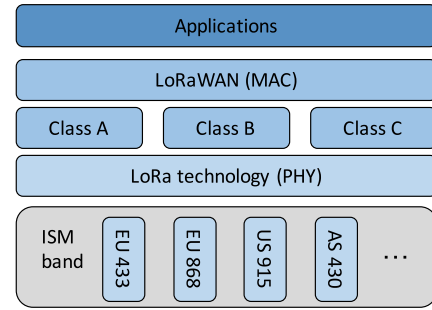 Applications
LoRaWAN (MAC)
Class A
Class B
Class C
LoRa technology (PHY)
ISM
band
EU 433
EU 868
US 915
AS 430
...